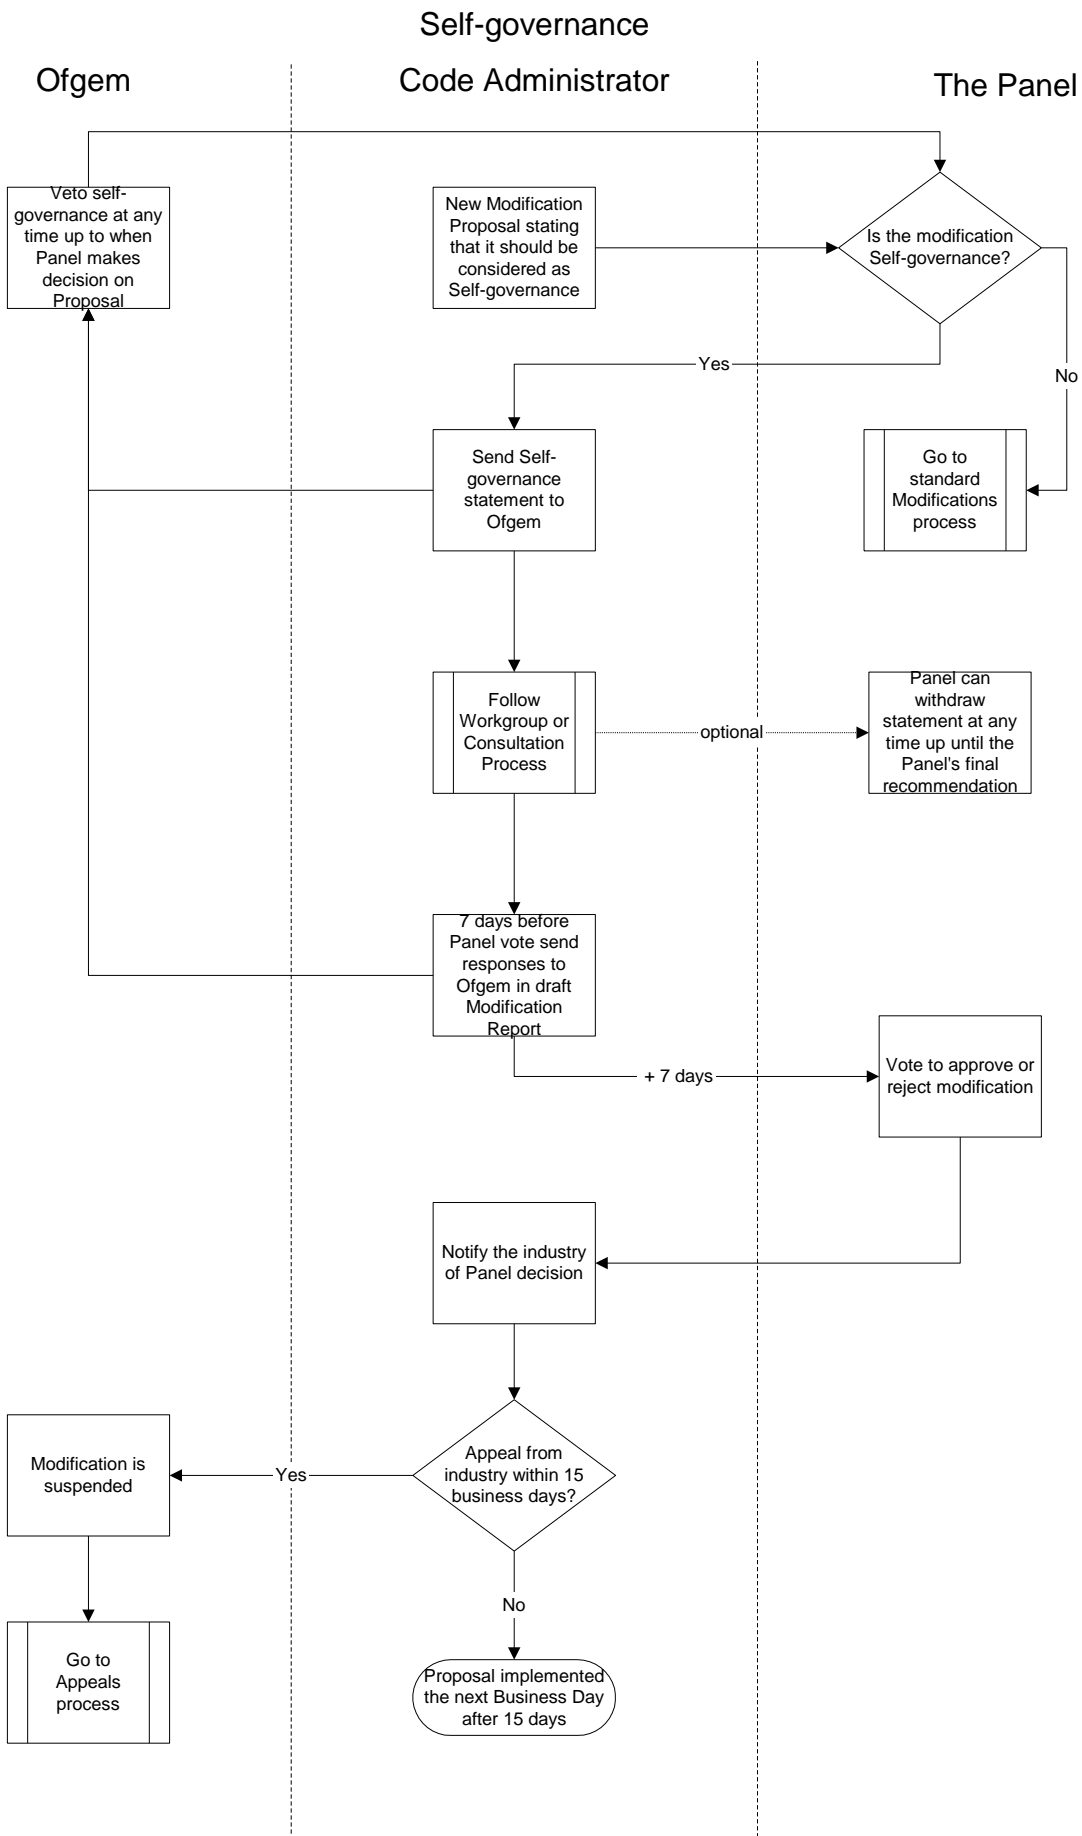 Self-governance
Ofgem
Code Administrator
The Panel
Veto self-
governance at any
time up to when
Panel makes
decision on
Proposal
New Modification
Proposal stating
that it should be
considered as
Self-governance
Is the modification
Self-governance?
Yes
No
Send Self-
governance
statement to
Ofgem
Go to
standard
Modifications
process
Follow
Workgroup or
Consultation
Process
optional
Panel can
withdraw
statement at any
time up until the
Panel's final
recommendation
7 days before
Panel vote send
responses to
Ofgem in draft
Modification
Report
+ 7 days
Vote to approve or
reject modification
Notify the industry
of Panel decision
Appeal from
industry within 15
business days?
Yes
Modification is
suspended
No
Go to
Appeals
process
Proposal implemented
the next Business Day
after 15 days